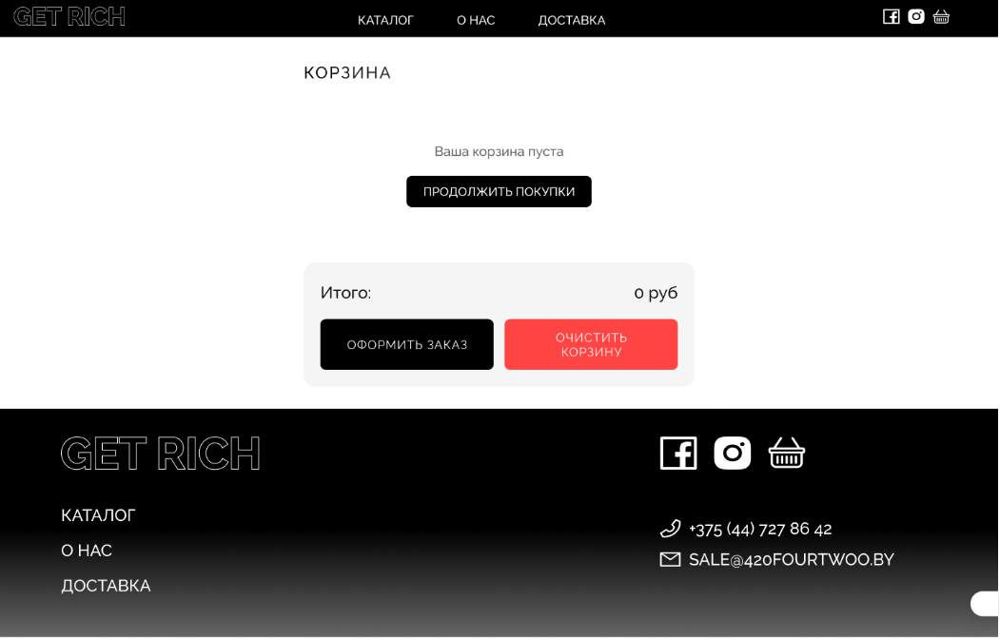 GET RICH
КАТАЛОГ О НАС ДОСТАВКА
КОРЗИНА
Ваша корзина пуста
ПРОДОЛЖИТЬ ПОКУПКИ
Итого: 0 руб
ОФОРМИТЬ ЗАКАЗ
ОЧИСТИТЬ
КОРЗИНУ
GET RICH
КАТАЛОГ
О НАС
ДОСТАВКА
+375 (44) 727 86 42
SALE@420FOURTWOO.BY